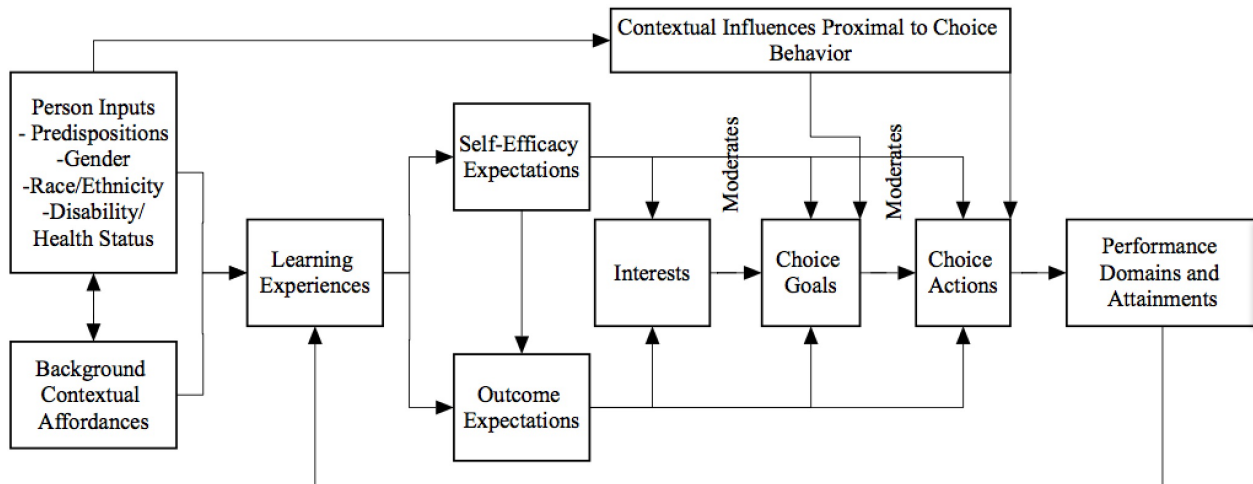 Contextual Influences Proximal to Choice
Behavior
Person Inputs
- Predispositions
-Gender
-Race/Ethnicity
-Disability/
Health Status
Self-Efficacy
Expectations
Moderates
Moderates
Learning
Experiences
Interests
Choice
Goals
Choice
Actions
Performance
Domains and
Attainments
Background
Contextual
Affordances
Outcome
Expectations